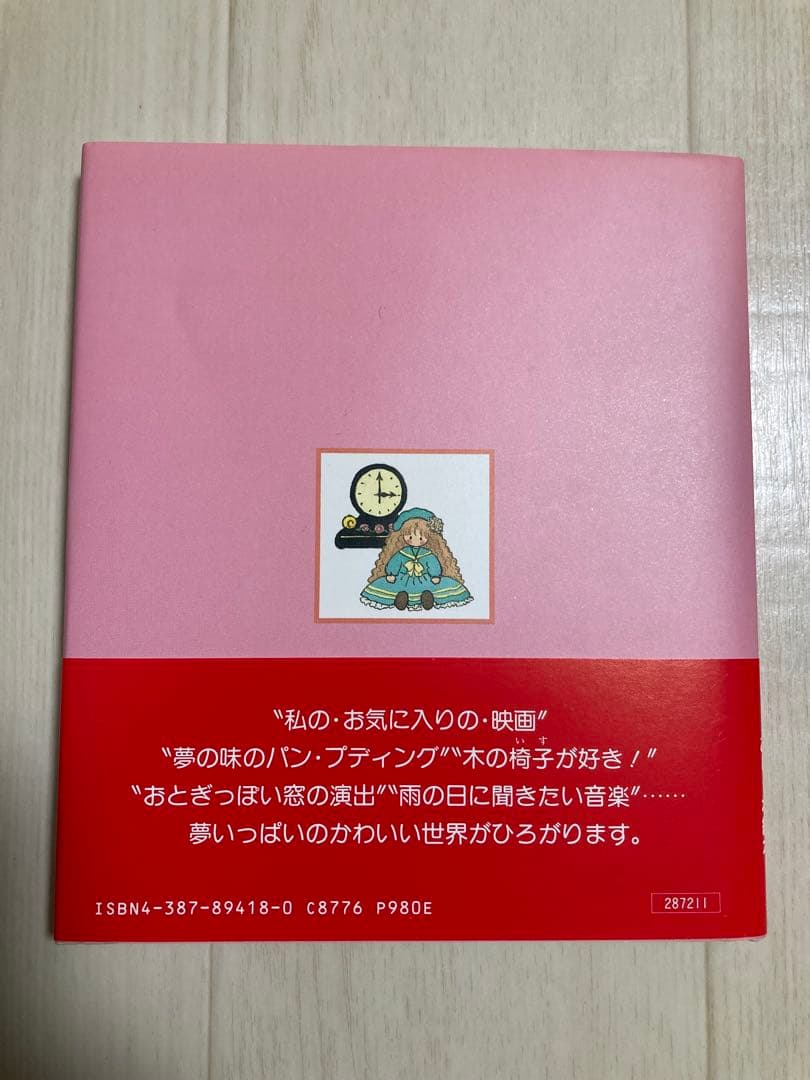 〝私の・お気に入りの・映画〟
〝夢の味のパン・プディング〟〝木の椅子が好き！〟
いす
〝おとぎっぽい窓の演出〟〝雨の日に聞きたい音楽〟……
夢いっぱいのかわいい世界がひろがります。
ISBN4-387-89418-0 C8776 P980E
287211